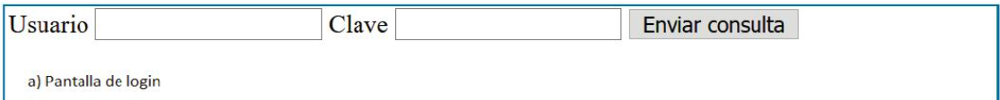 Usuario Clave Enviar consulta
a) Pantalla de login